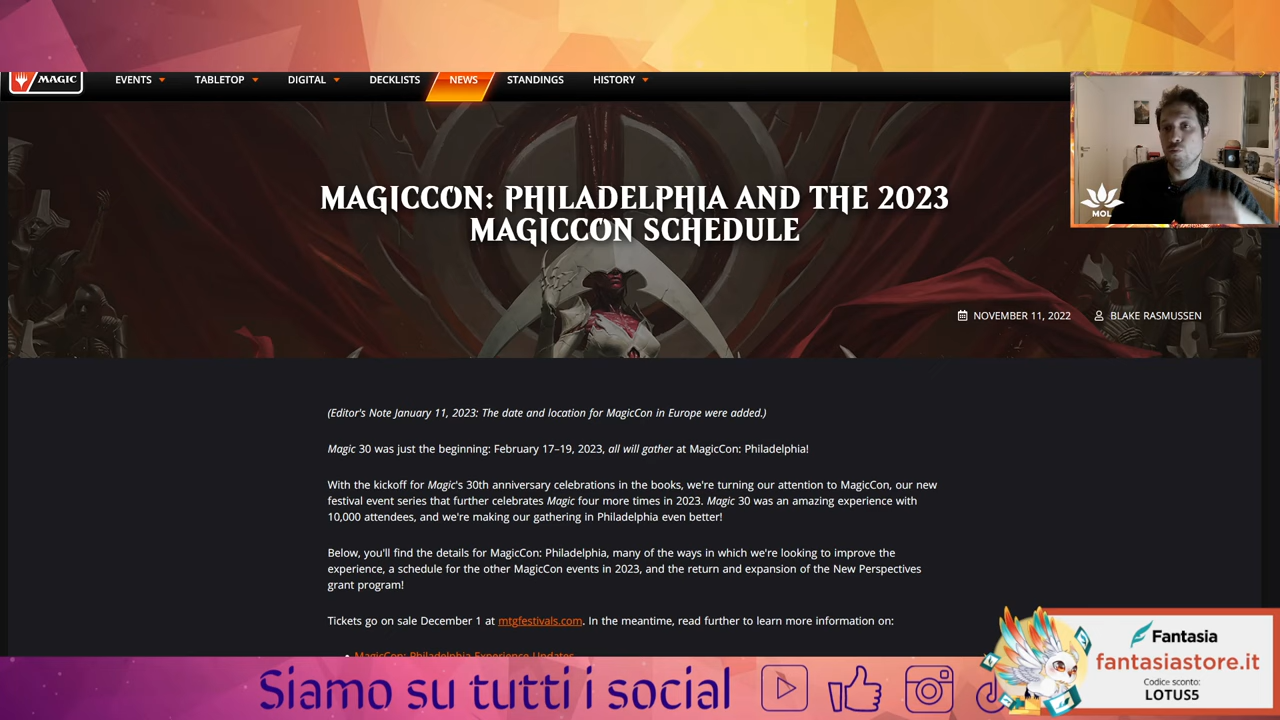 MAGIC
EVENTS TABLETOP DIGITAL DECKLISTS NEWS STANDINGS HISTORY
MAGICCON: PHILADELPHIA AND THE 2023
MAGICCON SCHEDULE
MOL
NOVEMBER 11, 2022 BLAKE RASMUSSEN
(Editor's Note January 11, 2023: The date and location for MagicCon in Europe were added.)
Magic 30 was just the beginning: February 17–19, 2023, all will gather at MagicCon: Philadelphia!
With the kickoff for Magic's 30th anniversary celebrations in the books, we're turning our attention to MagicCon, our new
festival event series that further celebrates Magic four more times in 2023. Magic 30 was an amazing experience with
10,000 attendees, and we're making our gathering in Philadelphia even better!
Below, you'll find the details for MagicCon: Philadelphia, many of the ways in which we're looking to improve the
experience, a schedule for the other MagicCon events in 2023, and the return and expansion of the New Perspectives
grant program!
Tickets go on sale December 1 at mtgfestivals.com. In the meantime, read further to learn more information on:
• MagicCon: Philadelphia Experience Updates
Siamo su tutti i social
Fantasia
fantasiastore.it
Codice sconto:
LOTUS5